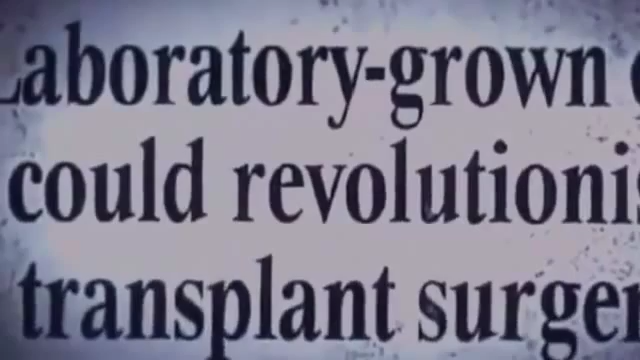 Laboratory-grown
could revolutionis
transplant surger